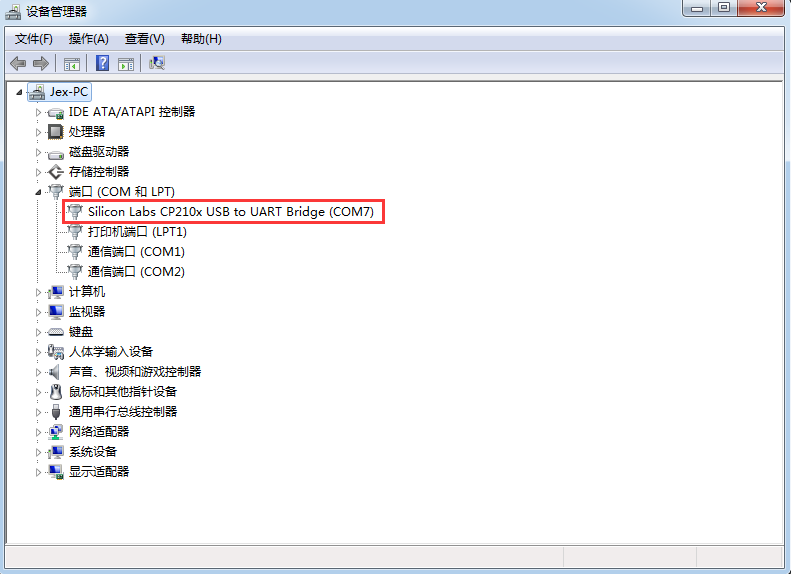 设备管理器
文件(F) 操作(A) 查看(V) 帮助(H)
Jex-PC
IDE ATA/ATAPI 控制器
处理器
磁盘驱动器
存储控制器
端口 (COM 和 LPT)
Silicon Labs CP210x USB to UART Bridge (COM7)
打印机端口 (LPT1)
通信端口 (COM1)
通信端口 (COM2)
计算机
监视器
键盘
人体学输入设备
声音、视频和游戏控制器
鼠标和其他指针设备
通用串行总线控制器
网络适配器
系统设备
显示适配器